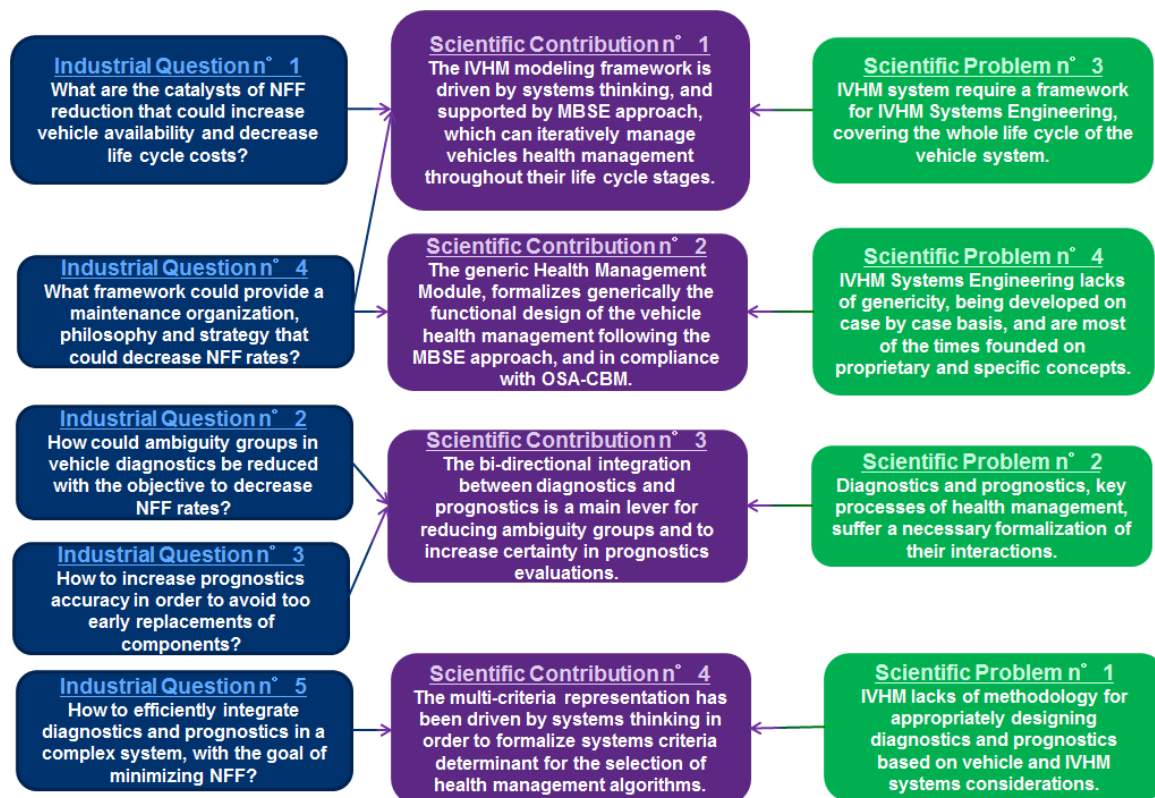 Industrial Question n° 1
What are the catalysts of NFF
reduction that could increase
vehicle availability and decrease
life cycle costs?
Industrial Question n° 4
What framework could provide a
maintenance organization,
philosophy and strategy that
could decrease NFF rates?
Industrial Question n° 2
How could ambiguity groups in
vehicle diagnostics be reduced
with the objective to decrease
NFF rates?
Industrial Question n° 3
How to increase prognostics
accuracy in order to avoid too
early replacements of
components?
Industrial Question n° 5
How to efficiently integrate
diagnostics and prognostics in a
complex system, with the goal of
minimizing NFF?
Scientific Contribution n° 1
The IVHM modeling framework is
driven by systems thinking, and
supported by MBSE approach,
which can iteratively manage
vehicles health management
throughout their life cycle stages.
Scientific Contribution n° 2
The generic Health Management
Module, formalizes generically the
functional design of the vehicle
health management following the
MBSE approach, and in compliance
with OSA-CBM.
Scientific Contribution n° 3
The bi-directional integration
between diagnostics and
prognostics is a main lever for
reducing ambiguity groups and to
increase certainty in prognostics
evaluations.
Scientific Contribution n° 4
The multi-criteria representation has
been driven by systems thinking in
order to formalize systems criteria
determinant for the selection of
health management algorithms.
Scientific Problem n° 3
IVHM system require a framework
for IVHM Systems Engineering,
covering the whole life cycle of the
vehicle system.
Scientific Problem n° 4
IVHM Systems Engineering lacks
of genericity, being developed on
case by case basis, and are most
of the times founded on
proprietary and specific concepts.
Scientific Problem n° 2
Diagnostics and prognostics, key
processes of health management,
suffer a necessary formalization of
their interactions.
Scientific Problem n° 1
IVHM lacks of methodology for
appropriately designing
diagnostics and prognostics
based on vehicle and IVHM
systems considerations.